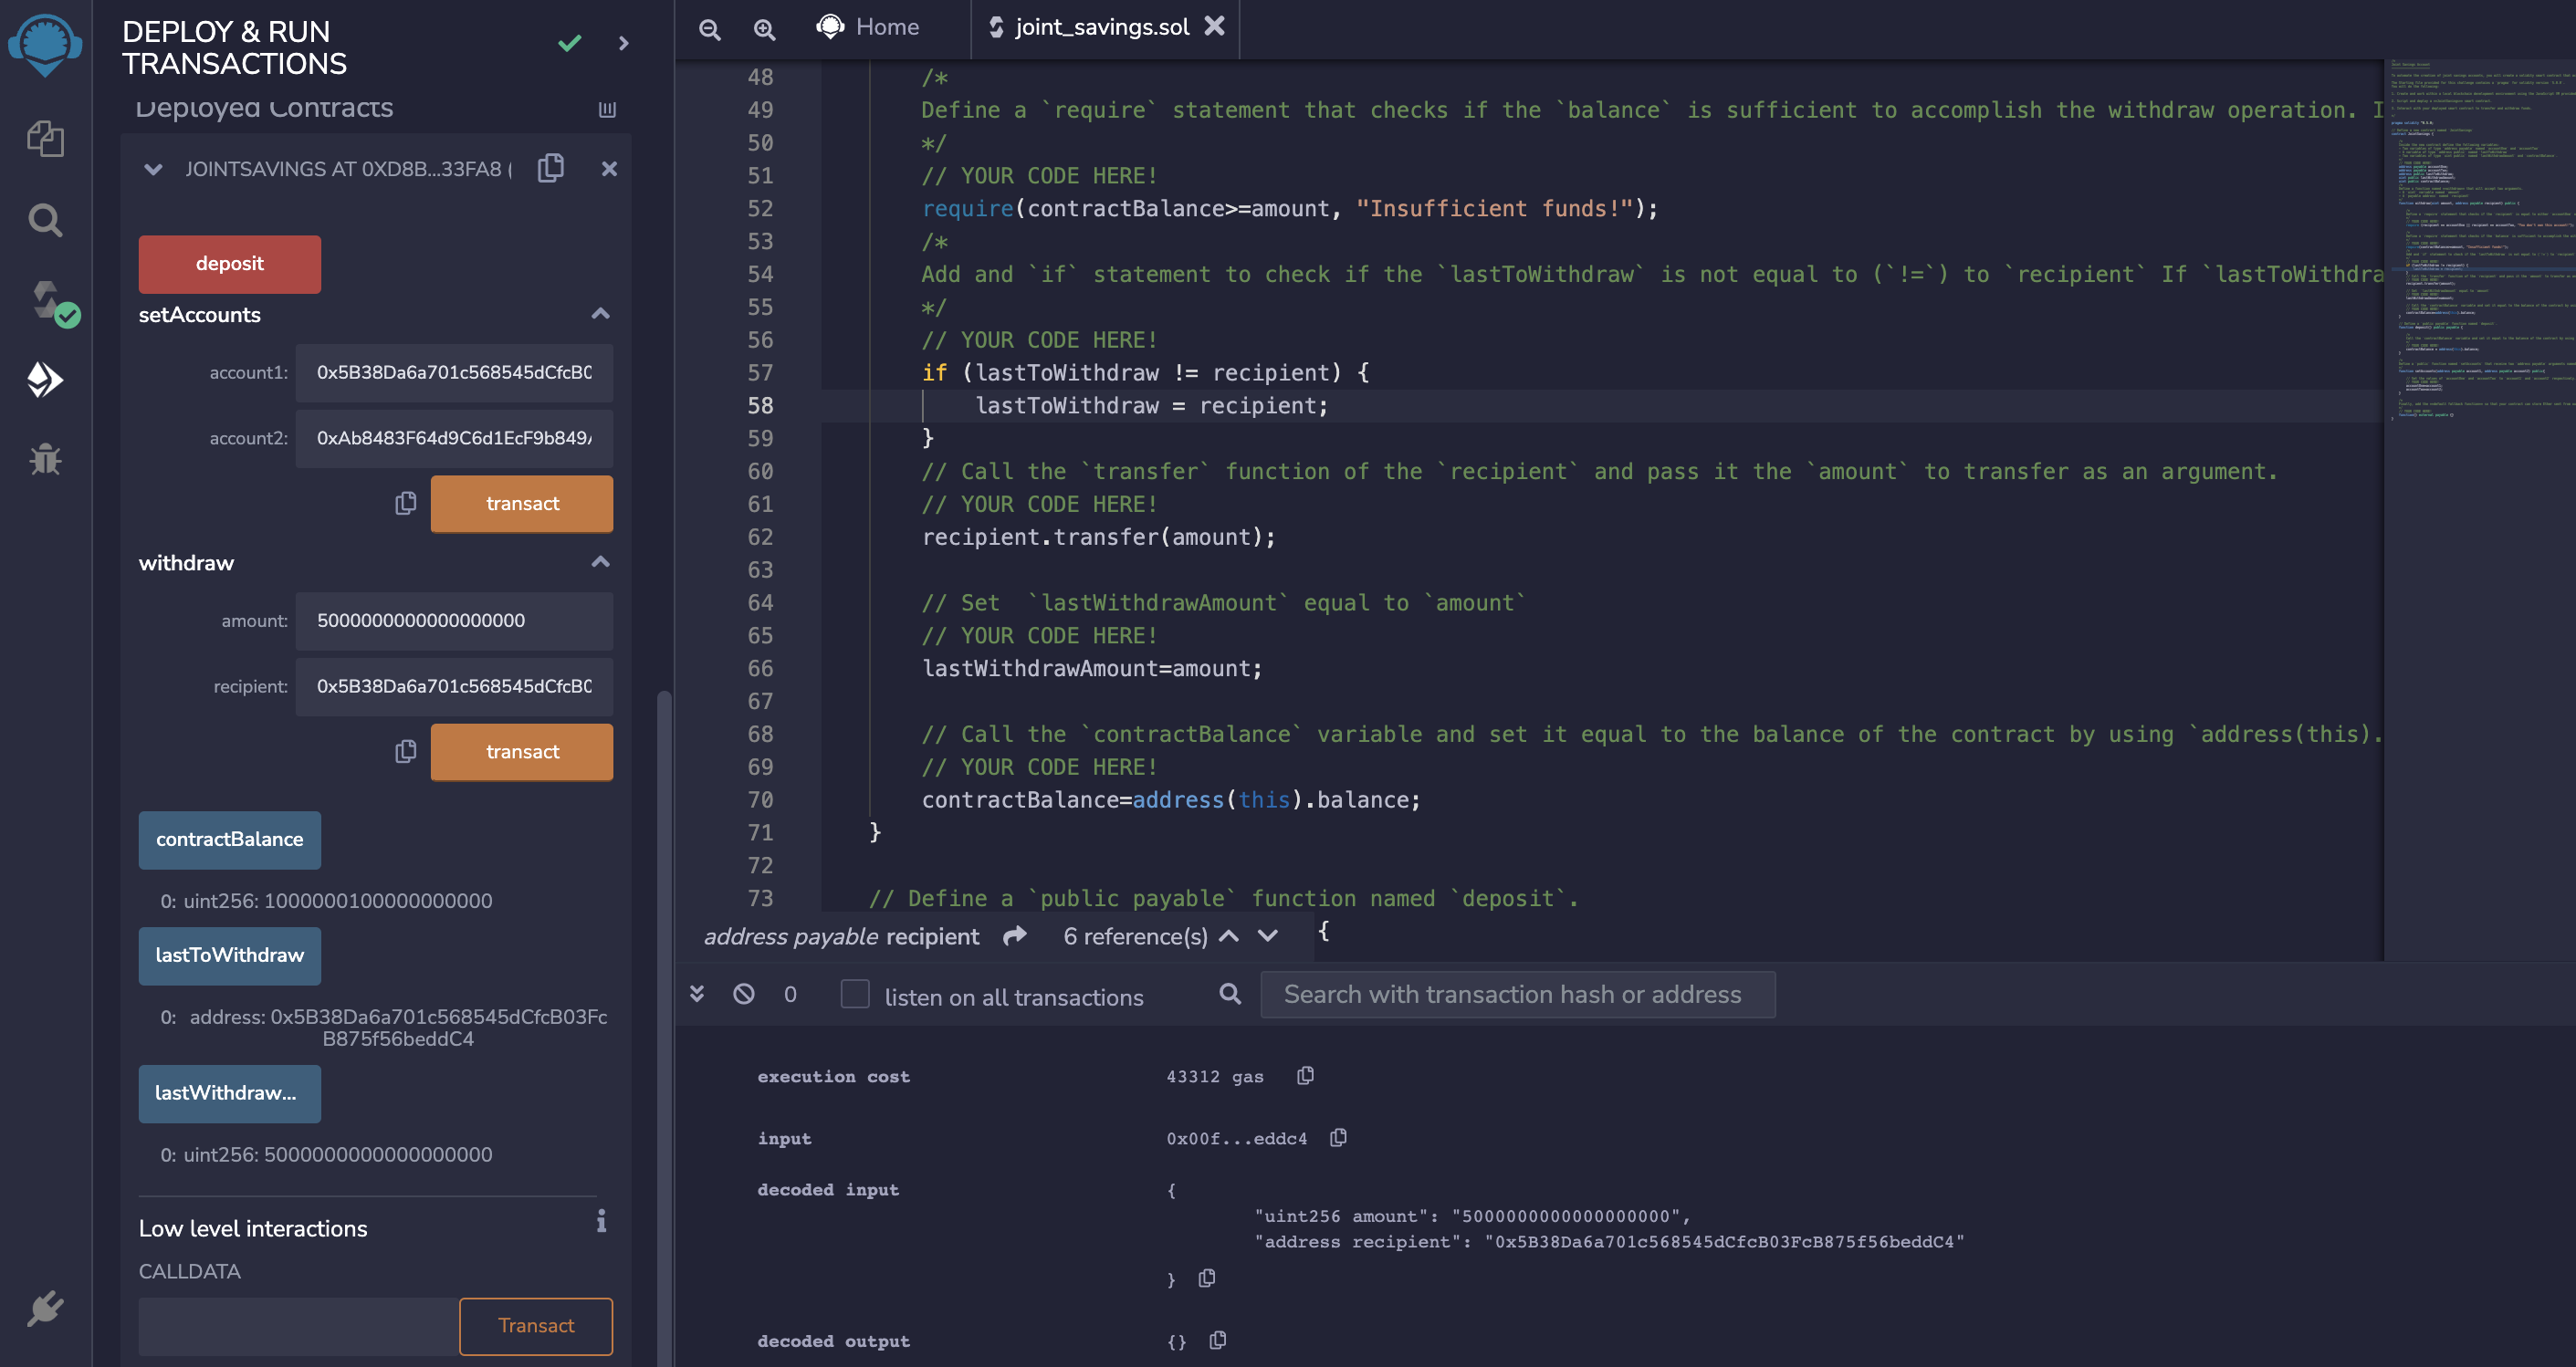 DEPLOY & RUN
TRANSACTIONS
Deployed Contracts
JOINTSAVINGS AT 0XD8B...33FA8 (
deposit
setAccounts
account1: 0x5B38Da6a701c568545dCfcB0
account2: 0xAb8483F64d9C6d1EcF9b849
transact
withdraw
amount: 5000000000000000000
recipient: 0x5B38Da6a701c568545dCfcB0
transact
contractBalance
0: uint256: 1000000100000000000
lastToWithdraw
0: address: 0x5B38Da6a701c568545dCfcB03Fc
B875f56beddC4
lastWithdraw...
0: uint256: 5000000000000000000
Low level interactions
CALLDATA
Transact
Home
joint_savings.sol
48 /*
49 Define a `require` statement that checks if the `balance` is sufficient to accomplish the withdraw operation. I
50 */
51 // YOUR CODE HERE!
52 require(contractBalance>=amount, "Insufficient funds!");
53 /*
54 Add and `if` statement to check if the `lastToWithdraw` is not equal to (`!=`) to `recipient` If `lastToWithdra
55 */
56 // YOUR CODE HERE!
57 if (lastToWithdraw != recipient) {
58 lastToWithdraw = recipient;
59 }
60 // Call the `transfer` function of the `recipient` and pass it the `amount` to transfer as an argument.
61 // YOUR CODE HERE!
62 recipient.transfer(amount);
63
64 // Set  `lastWithdrawAmount` equal to `amount`
65 // YOUR CODE HERE!
66 lastWithdrawAmount=amount;
67
68 // Call the `contractBalance` variable and set it equal to the balance of the contract by using `address(this).
69 // YOUR CODE HERE!
70 contractBalance=address(this).balance;
71 }
72
73 // Define a `public payable` function named `deposit`.
{
address payable recipient 6 reference(s)
0 listen on all transactions Search with transaction hash or address
execution cost 43312 gas
input 0x00f...eddc4
decoded input {
"uint256 amount": "5000000000000000000",
"address recipient": "0x5B38Da6a701c568545dCfcB03FcB875f56beddC4"
}
decoded output {}